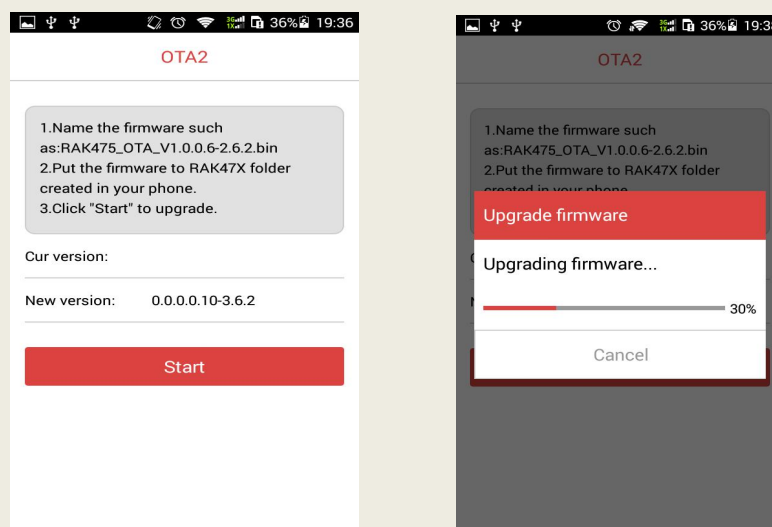 36% 19:36
OTA2
1.Name the firmware such
as:RAK475_OTA_V1.0.0.6-2.6.2.bin
2.Put the firmware to RAK47X folder
created in your phone.
3.Click "Start" to upgrade.
Cur version:
New version: 0.0.0.0.10-3.6.2
Start
3G
1X
36% 19:38
OTA2
1.Name the firmware such
as:RAK475_OTA_V1.0.0.6-2.6.2.bin
2.Put the firmware to RAK47X folder
created in your phone.
Upgrade firmware
Upgrading firmware...
30%
Cancel